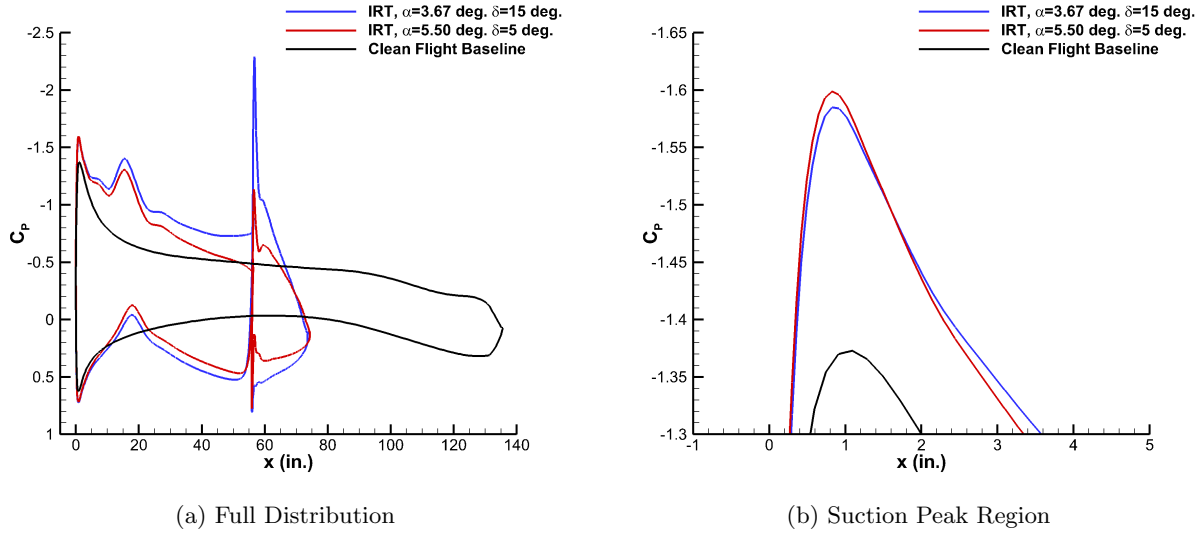 IRT, α=3.67 deg. δ=15 deg.
IRT, α=5.50 deg. δ=5 deg.
Clean Flight Baseline
-2.5
-2
-1.5
-1
-0.5
0
0.5
1
C_P
0 20 40 60 80 100 120 140
x (in.)
(a) Full Distribution
IRT, α=3.67 deg. δ=15 deg.
IRT, α=5.50 deg. δ=5 deg.
Clean Flight Baseline
-1.65
-1.6
-1.55
-1.5
-1.45
-1.4
-1.35
-1.3
C_P
-1 0 1 2 3 4 5
x (in.)
(b) Suction Peak Region